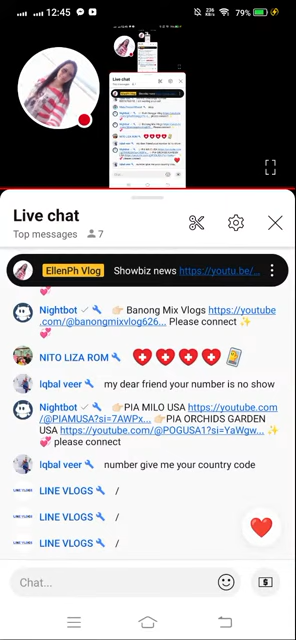 12:45
236 B/s
79%
Live chat
Top messages 7
EllenPh Vlog Showbiz news https://youtu.be/...
Nightbot 👉🏻 Banong Mix Vlogs https://youtube
.com/@banongmixvlog626... Please connect ✨
💞
NITO LIZA ROM
Iqbal veer my dear friend your number is no show
Nightbot 👉🏻PIA MILO USA https://youtube.com
/@PIAMUSA?si=7AWPx... 👉🏻PIA ORCHIDS GARDEN
USA https://youtube.com/@POGUSA1?si=YaWgw... ✨
💞 please connect
Iqbal veer number give me your country code
LINE VLOGS /
LINE VLOGS /
LINE VLOGS /
Chat...